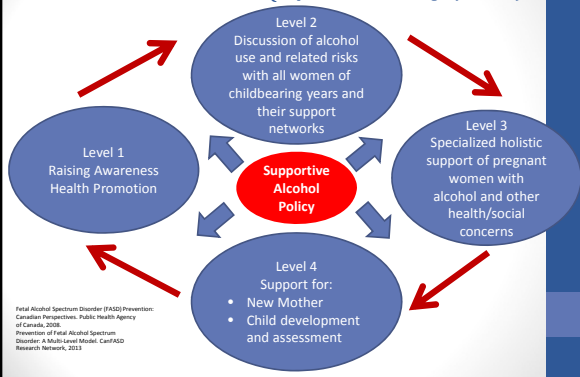 Level 2
Discussion of alcohol
use and related risks
with all women of
childbearing years and
their support
networks
Level 1
Raising Awareness
Health Promotion
Supportive
Alcohol
Policy
Level 3
Specialized holistic
support of pregnant
women with
alcohol and other
health/social
concerns
Level 4
Support for:
• New Mother
• Child development
and assessment
Fetal Alcohol Spectrum Disorder (FASD) Prevention:
Canadian Perspectives. Public Health Agency
of Canada, 2008.
Prevention of Fetal Alcohol Spectrum
Disorder: A Multi-Level Model. CanFASD
Research Network, 2013